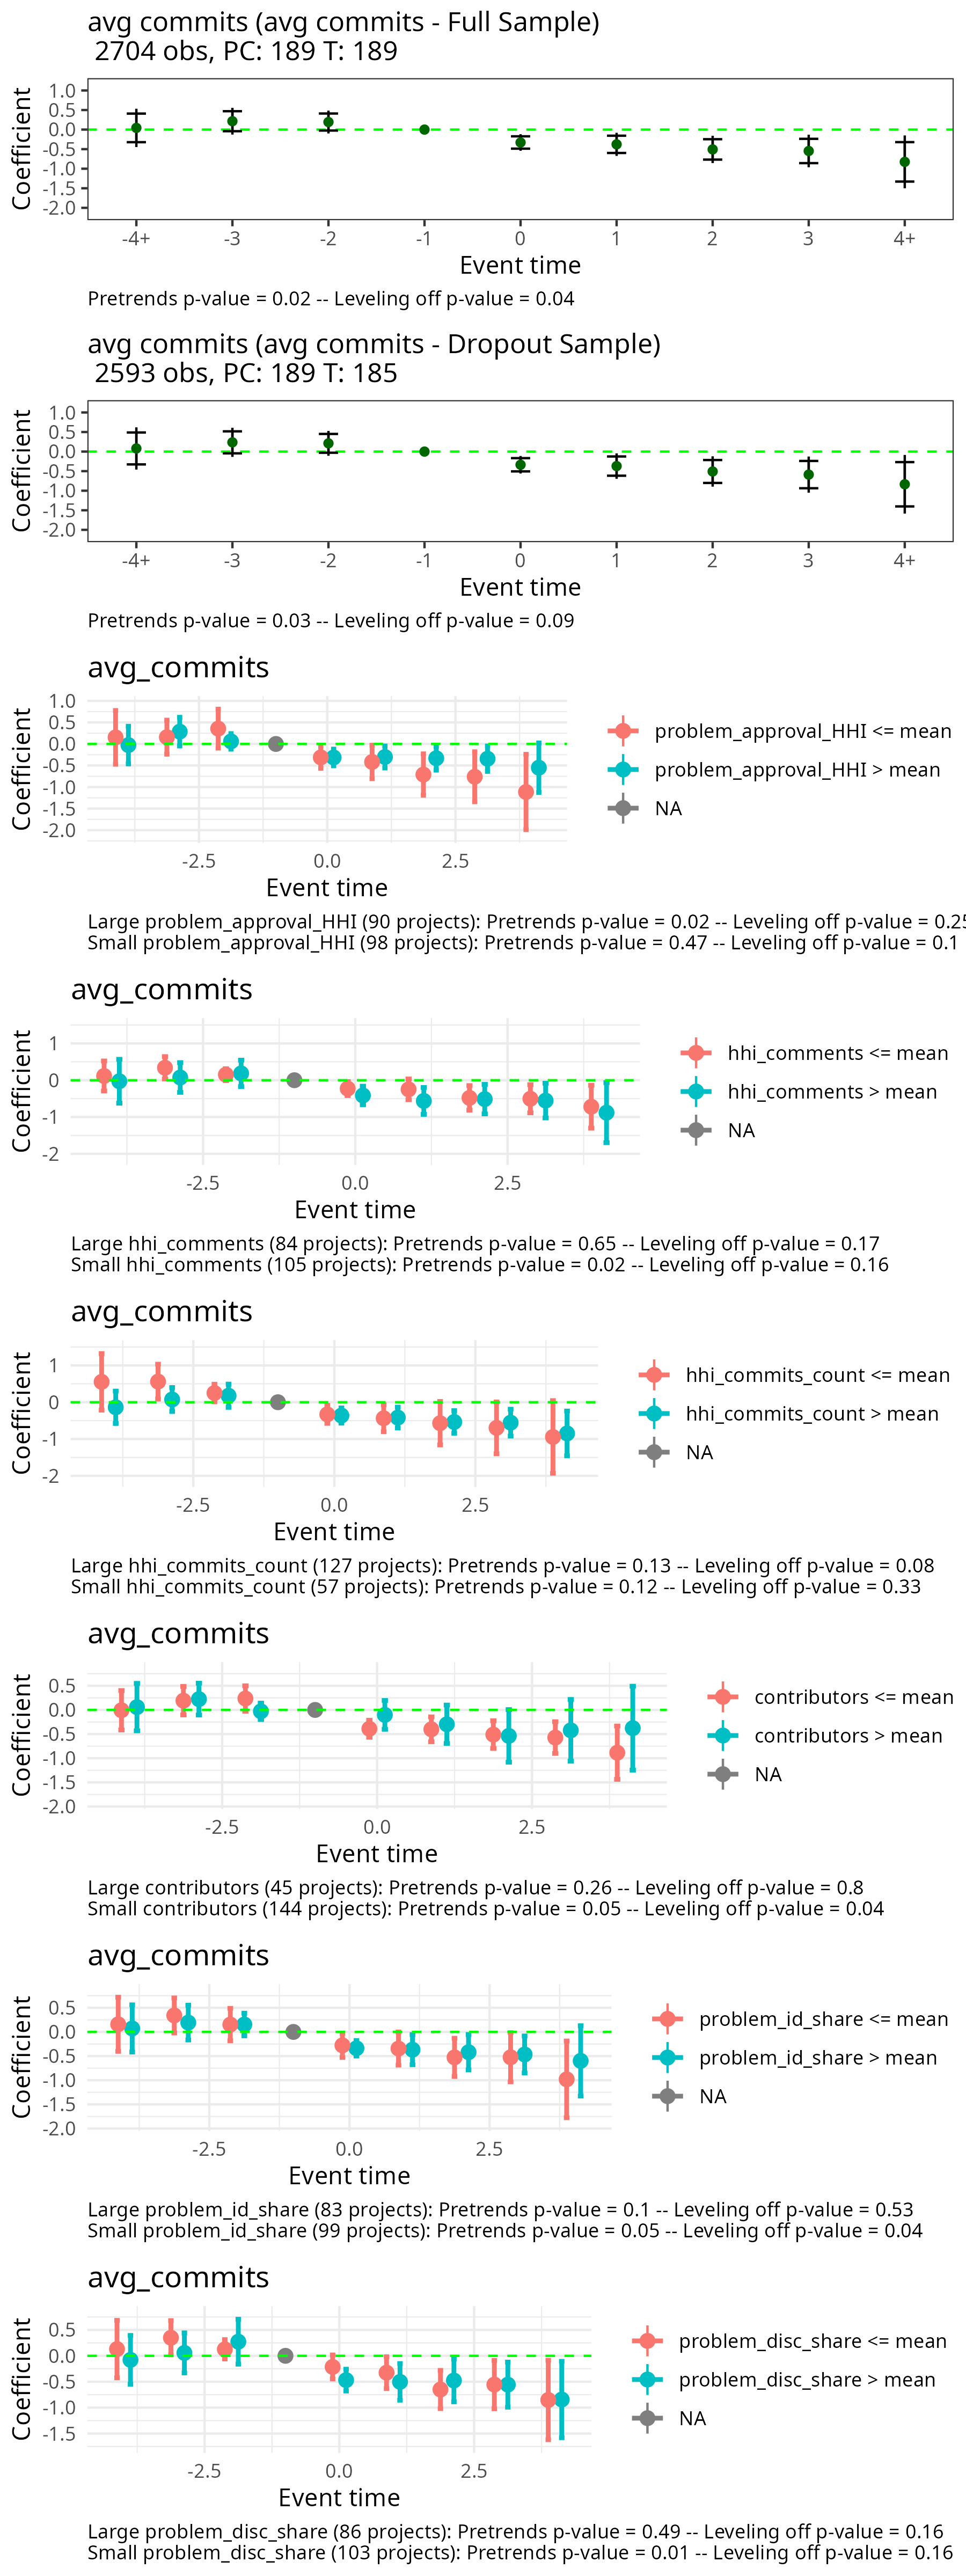 avg commits (avg commits - Full Sample)
2704 obs, PC: 189 T: 189
1.0
0.5
0.0
-0.5
-1.0
-1.5
-2.0
Coefficient
-4+ -3 -2 -1 0 1 2 3 4+
Event time
Pretrends p-value = 0.02 -- Leveling off p-value = 0.04
avg commits (avg commits - Dropout Sample)
2593 obs, PC: 189 T: 185
1.0
0.5
0.0
-0.5
-1.0
-1.5
-2.0
Coefficient
-4+ -3 -2 -1 0 1 2 3 4+
Event time
Pretrends p-value = 0.03 -- Leveling off p-value = 0.09
avg_commits
1.0
0.5
0.0
-0.5
-1.0
-1.5
-2.0
Coefficient
problem_approval_HHI <= mean
problem_approval_HHI > mean
NA
-2.5 0.0 2.5
Event time
Large problem_approval_HHI (90 projects): Pretrends p-value = 0.02 -- Leveling off p-value = 0.25
Small problem_approval_HHI (98 projects): Pretrends p-value = 0.47 -- Leveling off p-value = 0.1
avg_commits
1
0
-1
-2
Coefficient
hhi_comments <= mean
hhi_comments > mean
NA
-2.5 0.0 2.5
Event time
Large hhi_comments (84 projects): Pretrends p-value = 0.65 -- Leveling off p-value = 0.17
Small hhi_comments (105 projects): Pretrends p-value = 0.02 -- Leveling off p-value = 0.16
avg_commits
1
0
-1
-2
Coefficient
hhi_commits_count <= mean
hhi_commits_count > mean
NA
-2.5 0.0 2.5
Event time
Large hhi_commits_count (127 projects): Pretrends p-value = 0.13 -- Leveling off p-value = 0.08
Small hhi_commits_count (57 projects): Pretrends p-value = 0.12 -- Leveling off p-value = 0.33
avg_commits
0.5
0.0
-0.5
-1.0
-1.5
-2.0
Coefficient
contributors <= mean
contributors > mean
NA
-2.5 0.0 2.5
Event time
Large contributors (45 projects): Pretrends p-value = 0.26 -- Leveling off p-value = 0.8
Small contributors (144 projects): Pretrends p-value = 0.05 -- Leveling off p-value = 0.04
avg_commits
0.5
0.0
-0.5
-1.0
-1.5
-2.0
Coefficient
problem_id_share <= mean
problem_id_share > mean
NA
-2.5 0.0 2.5
Event time
Large problem_id_share (83 projects): Pretrends p-value = 0.1 -- Leveling off p-value = 0.53
Small problem_id_share (99 projects): Pretrends p-value = 0.05 -- Leveling off p-value = 0.04
avg_commits
0.5
0.0
-0.5
-1.0
-1.5
Coefficient
problem_disc_share <= mean
problem_disc_share > mean
NA
-2.5 0.0 2.5
Event time
Large problem_disc_share (86 projects): Pretrends p-value = 0.49 -- Leveling off p-value = 0.16
Small problem_disc_share (103 projects): Pretrends p-value = 0.01 -- Leveling off p-value = 0.16